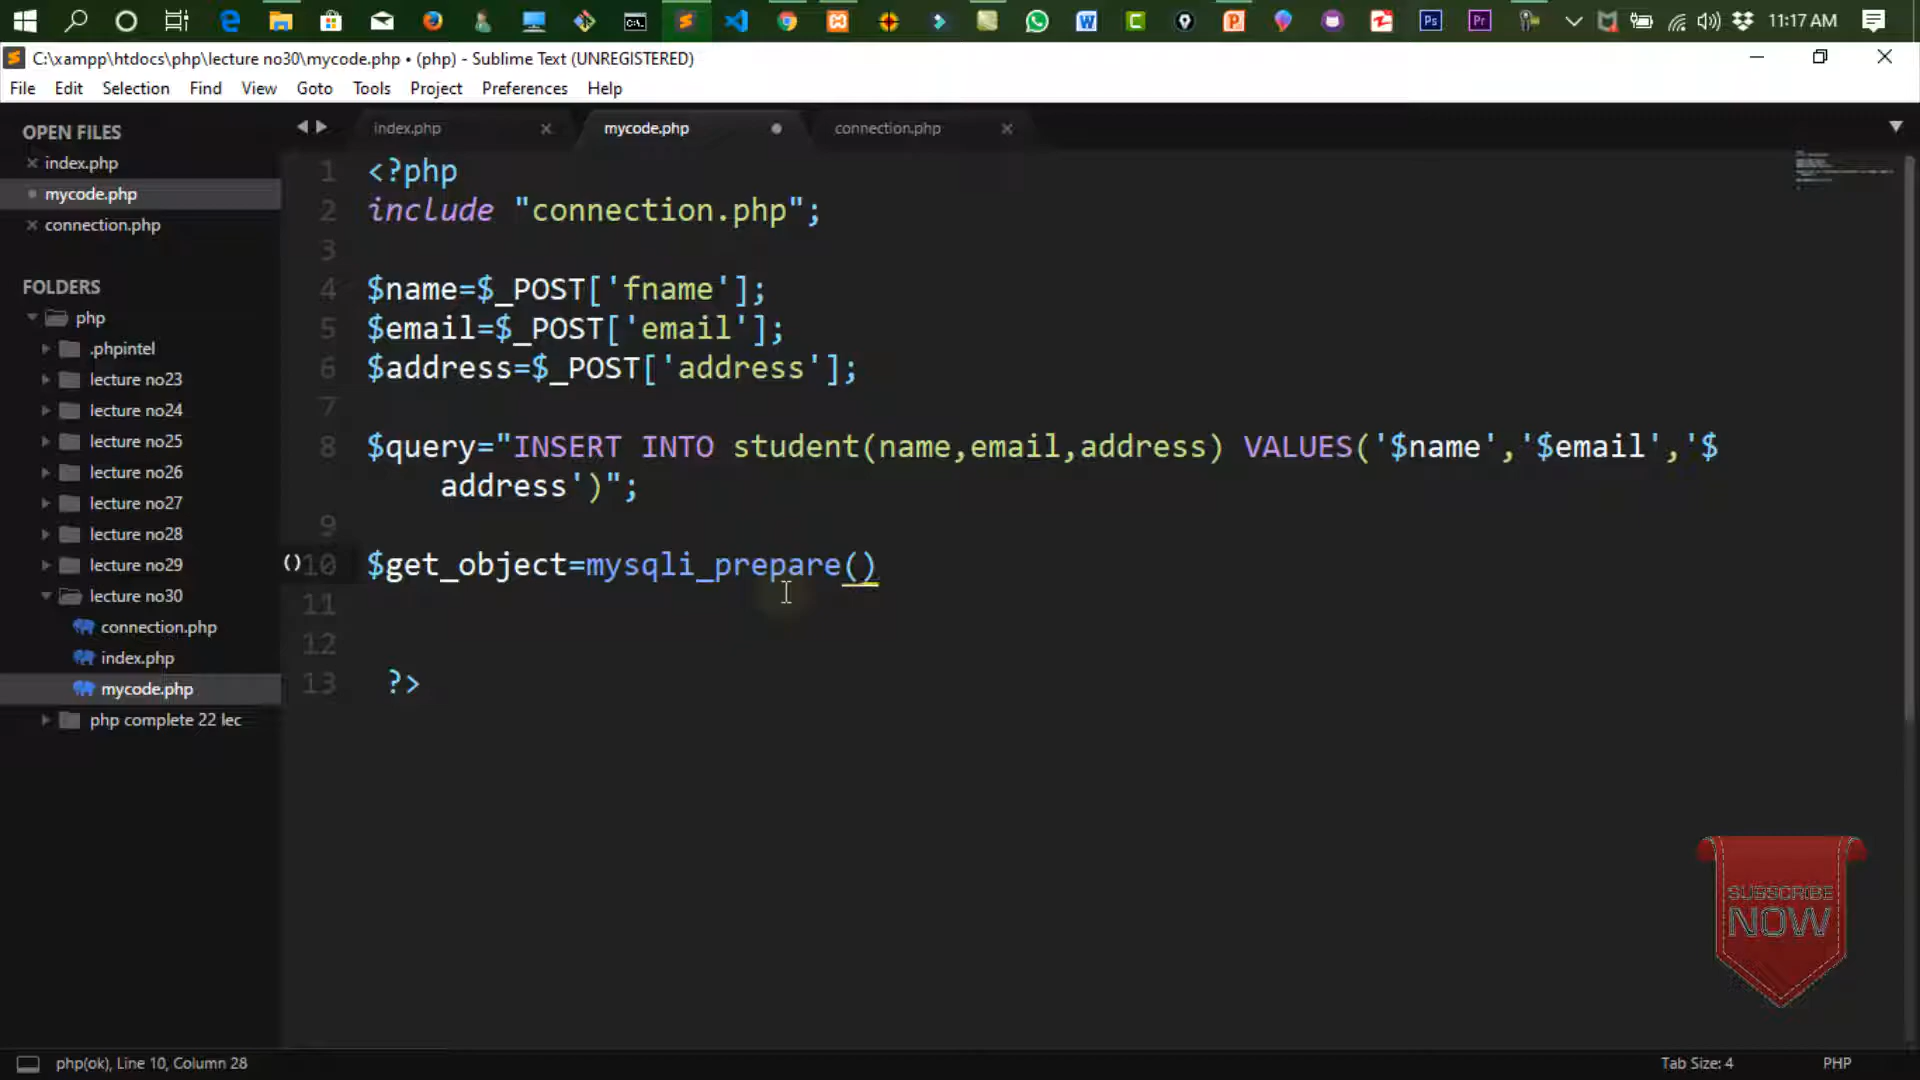 11:17 AM
C:\xampp\htdocs\php\lecture no30\mycode.php • (php) - Sublime Text (UNREGISTERED)
File Edit Selection Find View Goto Tools Project Preferences Help
OPEN FILES
index.php
mycode.php
connection.php
FOLDERS
php
.phpintel
lecture no23
lecture no24
lecture no25
lecture no26
lecture no27
lecture no28
lecture no29
lecture no30
connection.php
index.php
mycode.php
php complete 22 lec
index.php mycode.php connection.php
1 <?php
2 include "connection.php";
3
4 $name=$_POST['fname'];
5 $email=$_POST['email'];
6 $address=$_POST['address'];
7
8 $query="INSERT INTO student(name,email,address) VALUES('$name','$email','$
address')";
9
10 $get_object=mysqli_prepare()
11
12
13 ?>
SUBSCRIBE
NOW
php(ok), Line 10, Column 28
Tab Size: 4 PHP